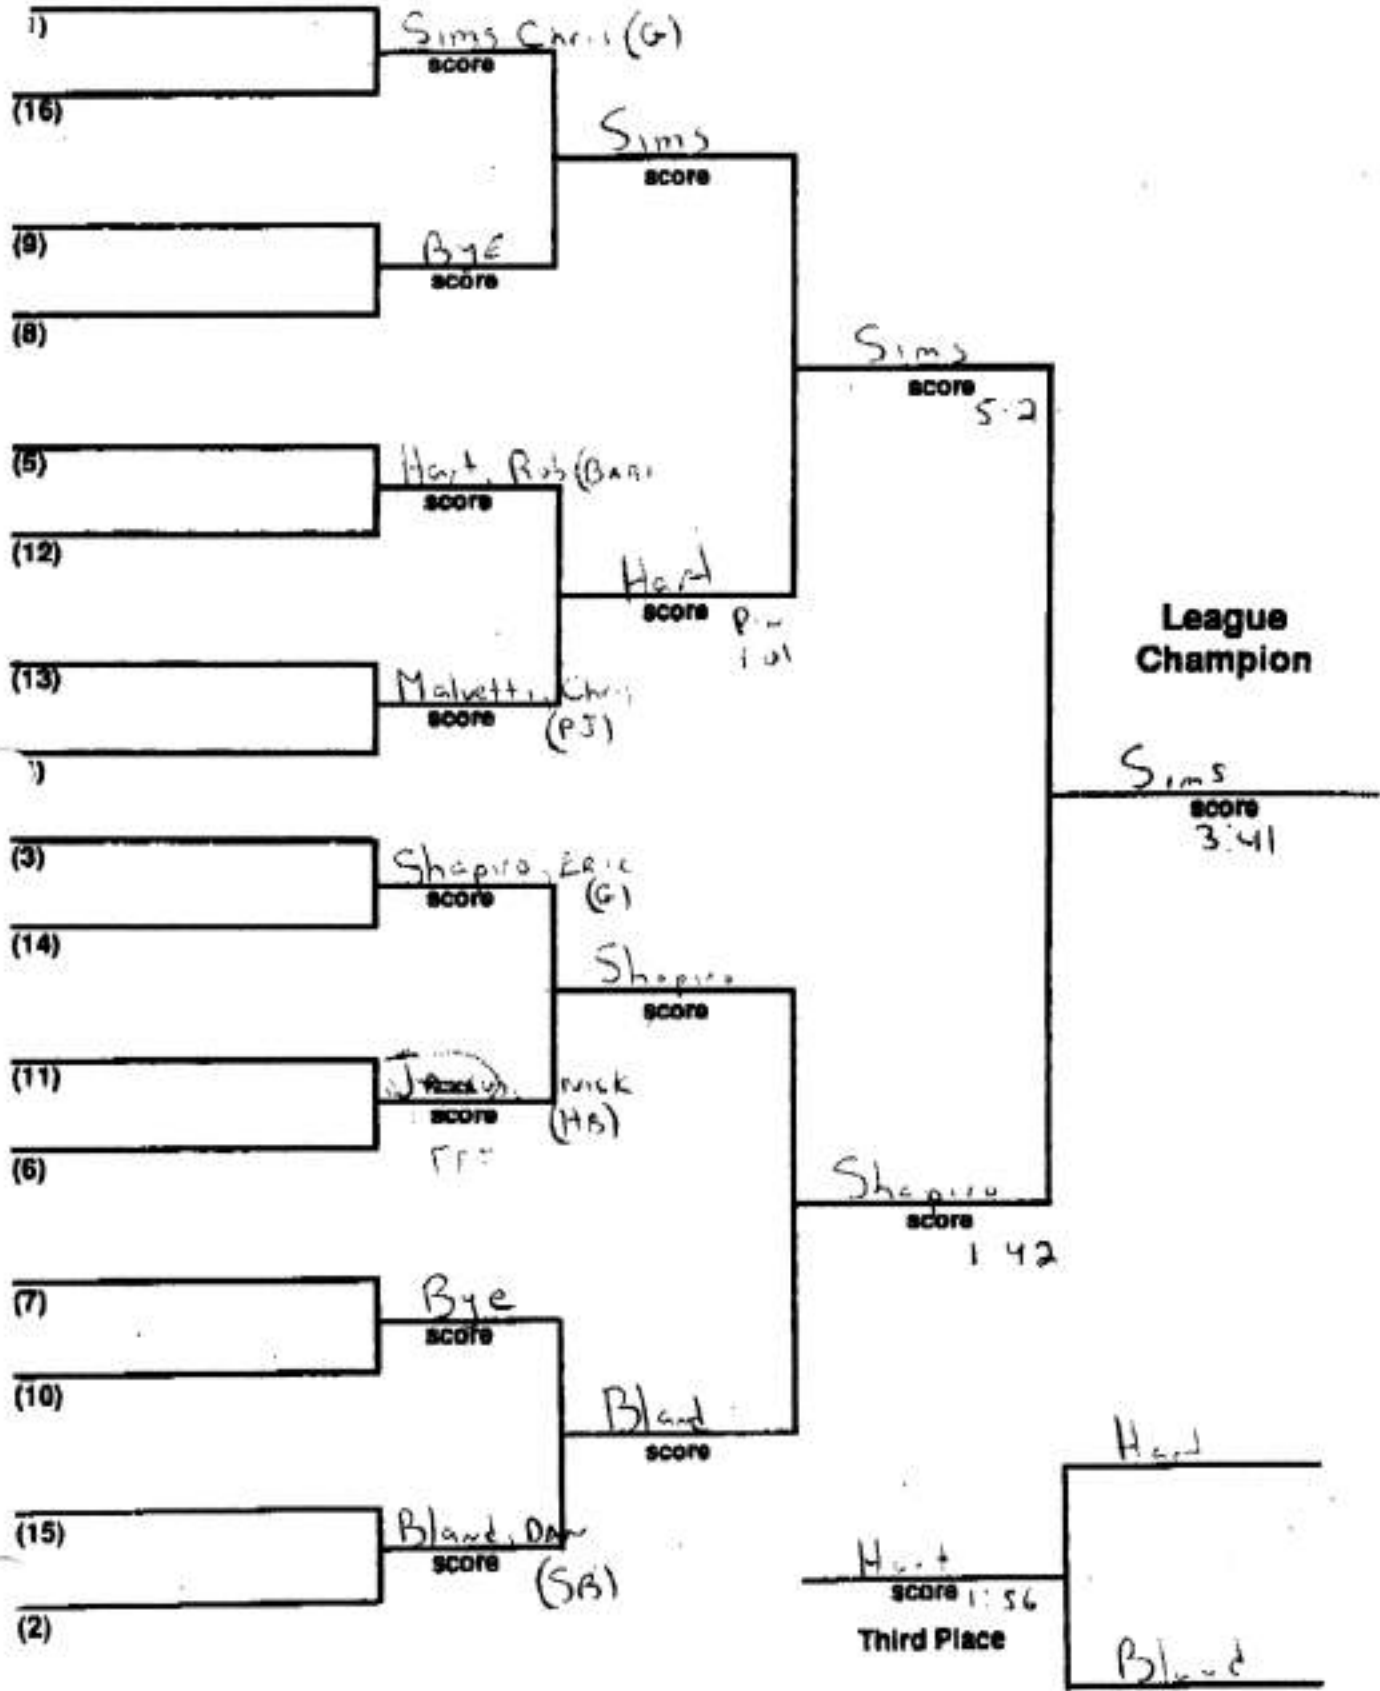 Sims Chris (G)
score
(16)
Sims
score
(9)
ByE
score
(8)
Sims
score
5-2
(5)
Hart, Rob (BARI
score
(12)
Hart
score
Pin
League
Champion
(13)
Malvetti, Chris
score
(PJ)
Sims
score
3:41
(3)
Shapiro, ERIC
score
(G)
(14)
Shapiro
score
(11)
Nick
score
(HB)
(6)
Shapiro
score
1 42
(7)
Bye
score
(10)
Bland
score
Hart
(15)
Bland, DAN
score
(SB)
Hart
score 1:56
(2)
Third Place
Bland